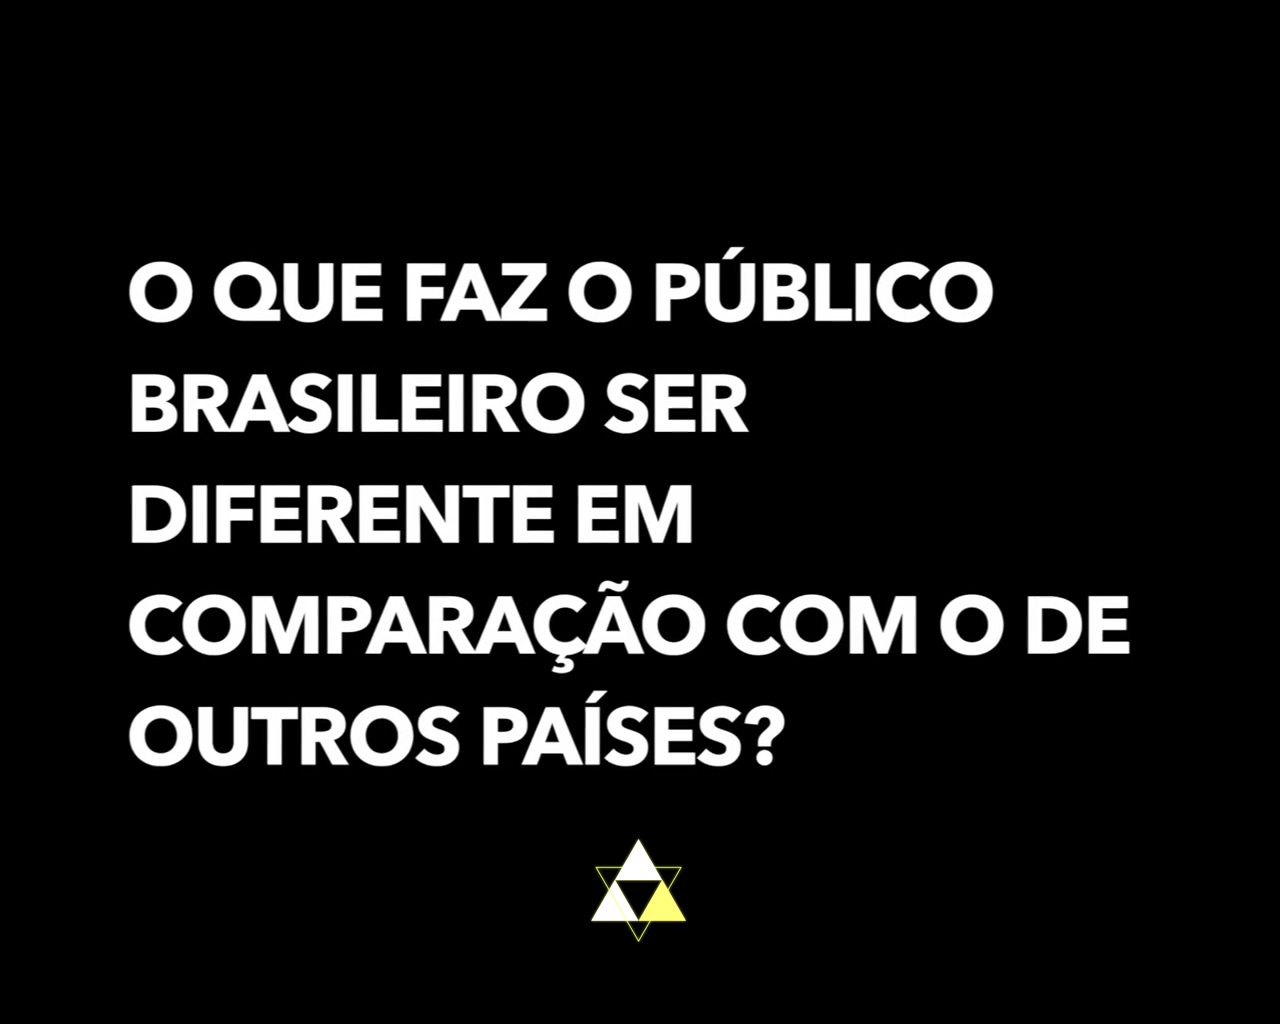 O QUE FAZ O PÚBLICO
BRASILEIRO SER
DIFERENTE EM
COMPARAÇÃO COM O DE
OUTROS PAÍSES?